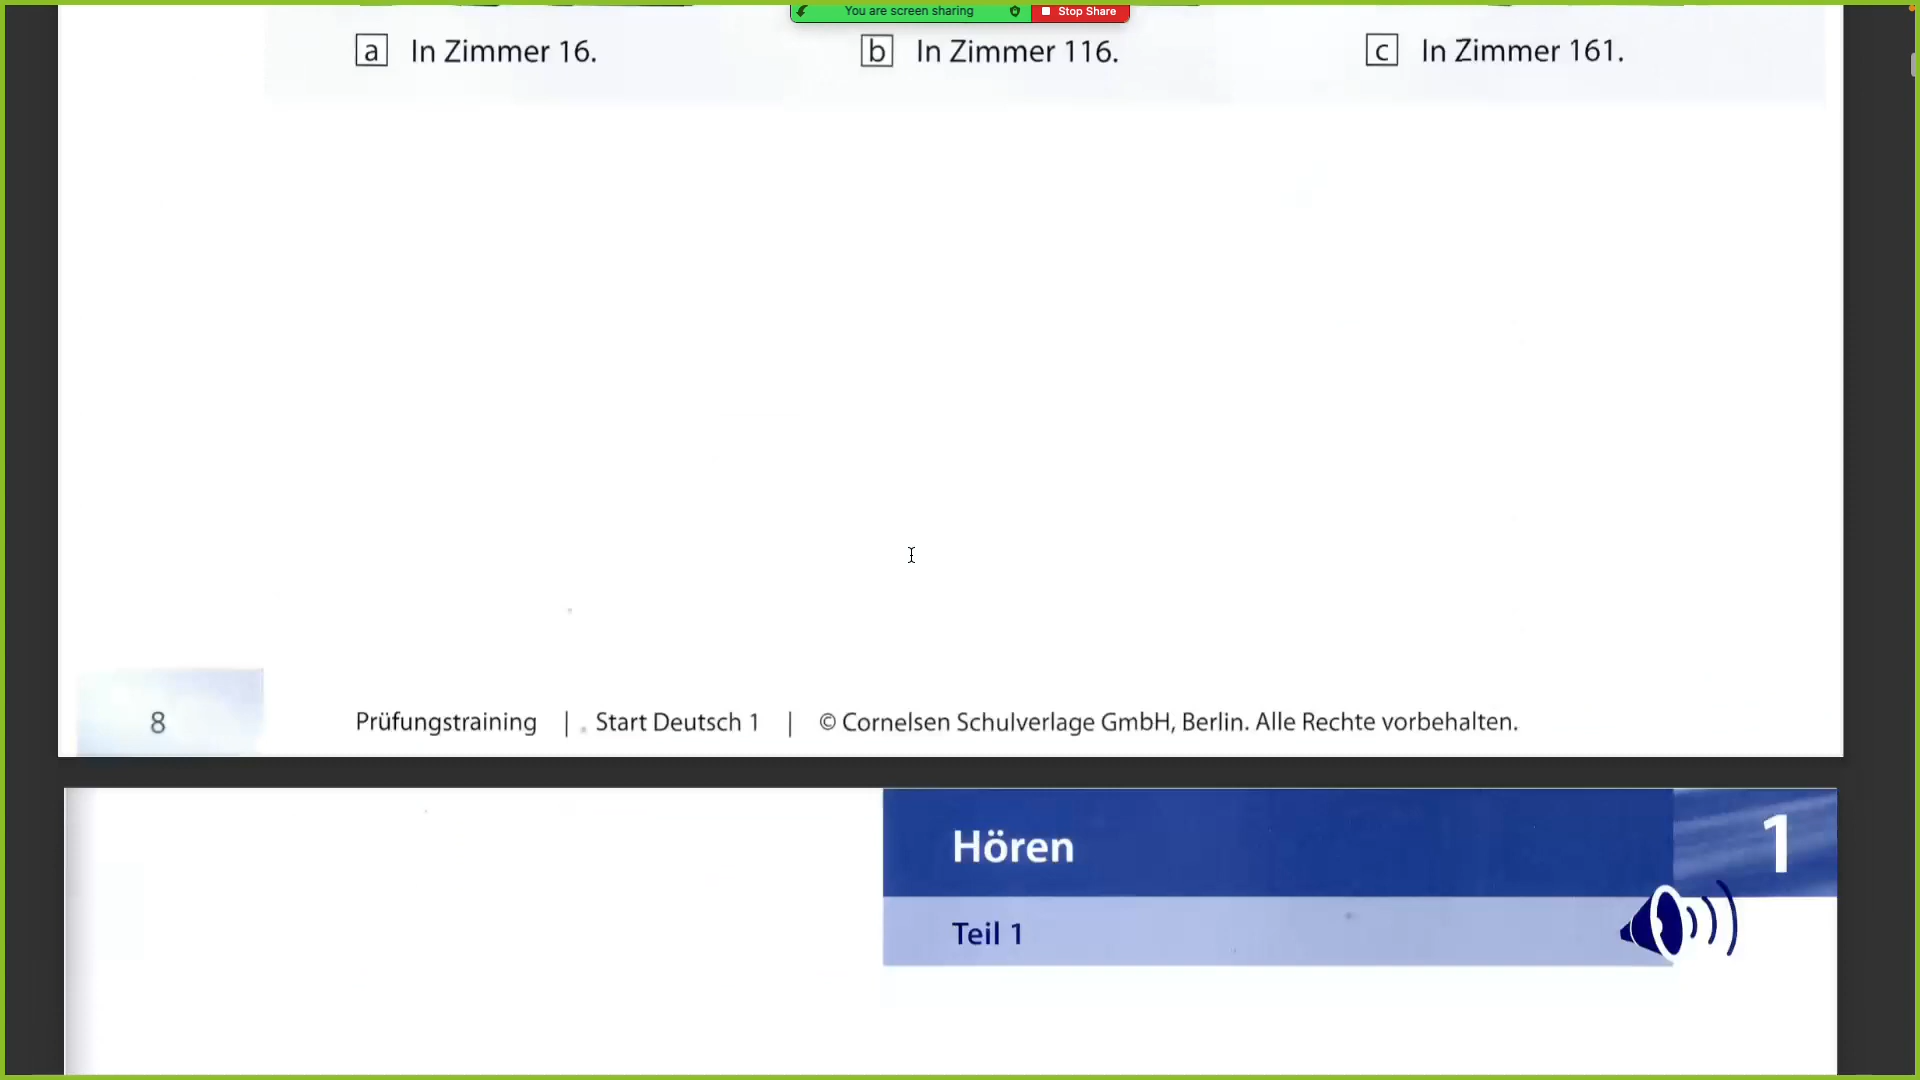 You are screen sharing Stop Share
a In Zimmer 16. b In Zimmer 116. c In Zimmer 161.
8 Prüfungstraining | Start Deutsch 1 | © Cornelsen Schulverlage GmbH, Berlin. Alle Rechte vorbehalten.
Hören 1
Teil 1